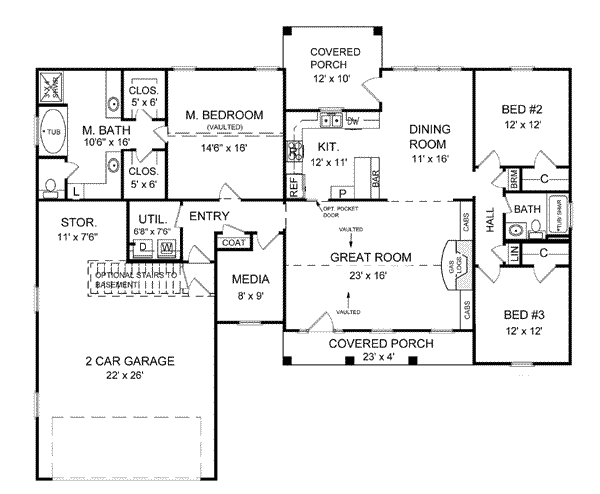 COVERED
PORCH
12' x 10'
3' X 4'
SHWR
CLOS.
5' x 6'
M. BEDROOM
(VAULTED)
14'6" x 16'
TUB
M. BATH
10'6" x 16'
CLOS.
5' x 6'
L
DW
KIT.
12' x 11'
REF
P
BAR
DINING
ROOM
11' x 16'
BED #2
12' x 12'
BRM
C
BATH
TUB/SHWR
HALL
LIN
C
STOR.
11' x 7'6"
UTIL.
6'8" x 7'6"
D
W
ENTRY
COAT
OPT. POCKET
DOOR
VAULTED
GREAT ROOM
23' x 16'
VAULTED
CABS
GAS
LOGS
CABS
OPTIONAL STAIRS TO
BASEMENT
MEDIA
8' x 9'
BED #3
12' x 12'
COVERED PORCH
23' x 4'
2 CAR GARAGE
22' x 26'